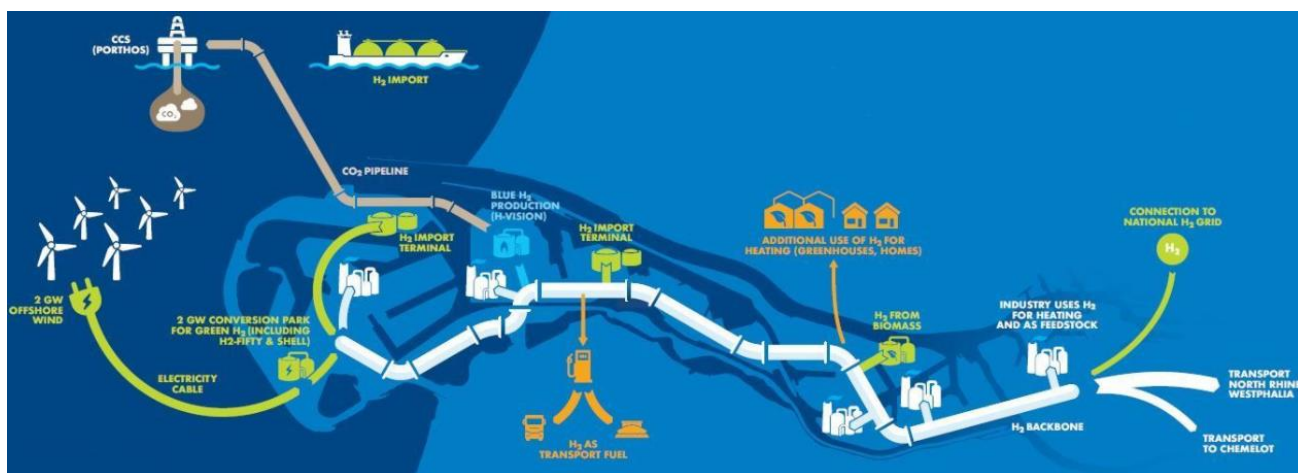 CCS
(PORTHOS)
CO₂
H₂ IMPORT
CO₂ PIPELINE
BLUE H₂
PRODUCTION
(H-VISION)
H₂ IMPORT
TERMINAL
H₂ IMPORT
TERMINAL
ADDITIONAL USE OF H₂ FOR
HEATING (GREENHOUSES, HOMES)
CONNECTION TO
NATIONAL H₂ GRID
H₂
2 GW
OFFSHORE
WIND
2 GW CONVERSION PARK
FOR GREEN H₂ (INCLUDING
H2-FIFTY & SHELL)
H₂ FROM
BIOMASS
INDUSTRY USES H₂
FOR HEATING
AND AS FEEDSTOCK
ELECTRICITY
CABLE
TRANSPORT
NORTH RHINE
WESTPHALIA
H₂ AS
TRANSPORT FUEL
H₂ BACKBONE
TRANSPORT
TO CHEMELOT